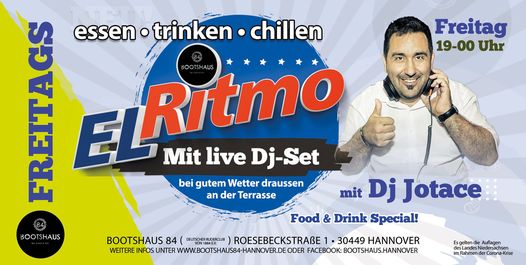 FREITAGS
84
BOOTSHAUS
essen • trinken • chillen
84
BOOTSHAUS
EL Ritmo
Mit live Dj-Set
bei gutem Wetter draussen
an der Terrasse
Freitag
19-00 Uhr
mit Dj Jotace
Food & Drink Special!
BOOTSHAUS 84 ( DEUTSCHER RUDERCLUB VON 1884 E.V. ) ROESEBECKSTRAßE 1 • 30449 HANNOVER
WEITERE INFOS UNTER WWW.BOOTSHAUS84-HANNOVER.DE ODER FACEBOOK: BOOTSHAUS.HANNOVER
Es gelten die Auflagen
des Landes Niedersachsen
im Rahmen der Corona-Krise